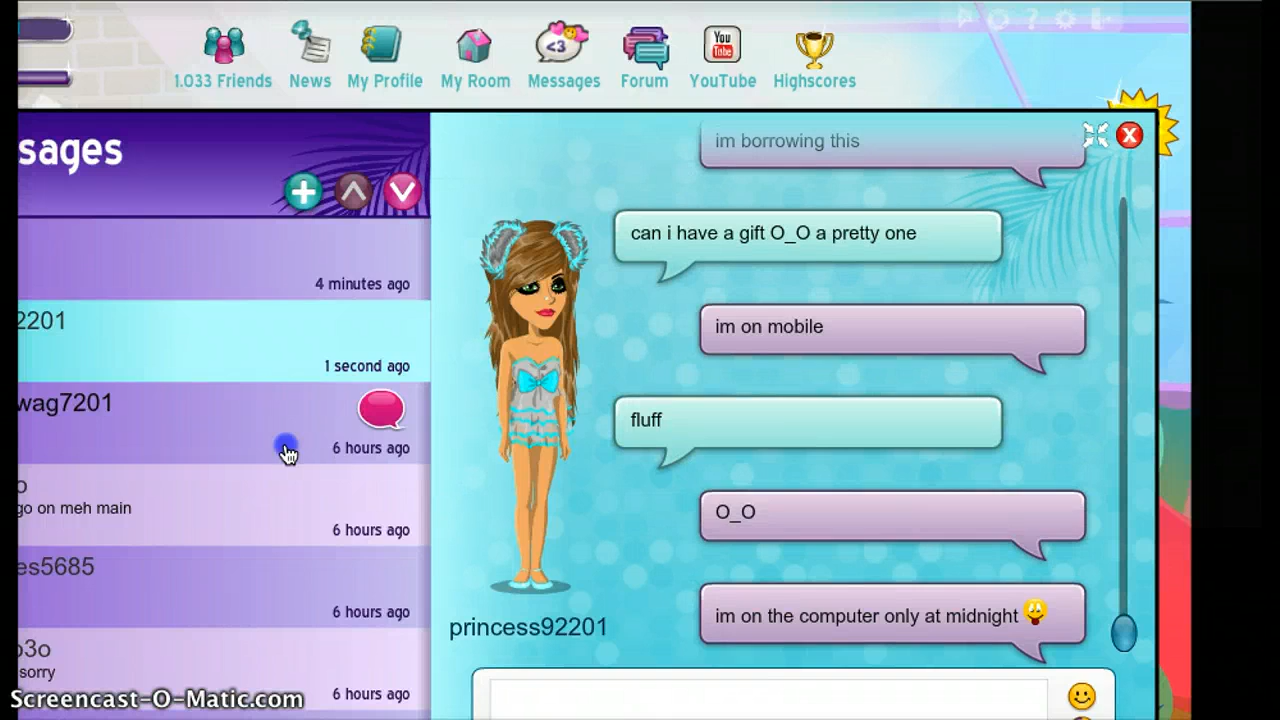 1.033 Friends
News
My Profile
My Room
<3
Messages
Forum
You
Tube
YouTube
?
Highscores
sages
4 minutes ago
2201
1 second ago
wag7201
6 hours ago
o
go on meh main
6 hours ago
es5685
6 hours ago
o3o
sorry
6 hours ago
im borrowing this
X
can i have a gift O_O a pretty one
im on mobile
fluff
O_O
im on the computer only at midnight
princess92201
Screencast-O-Matic.com